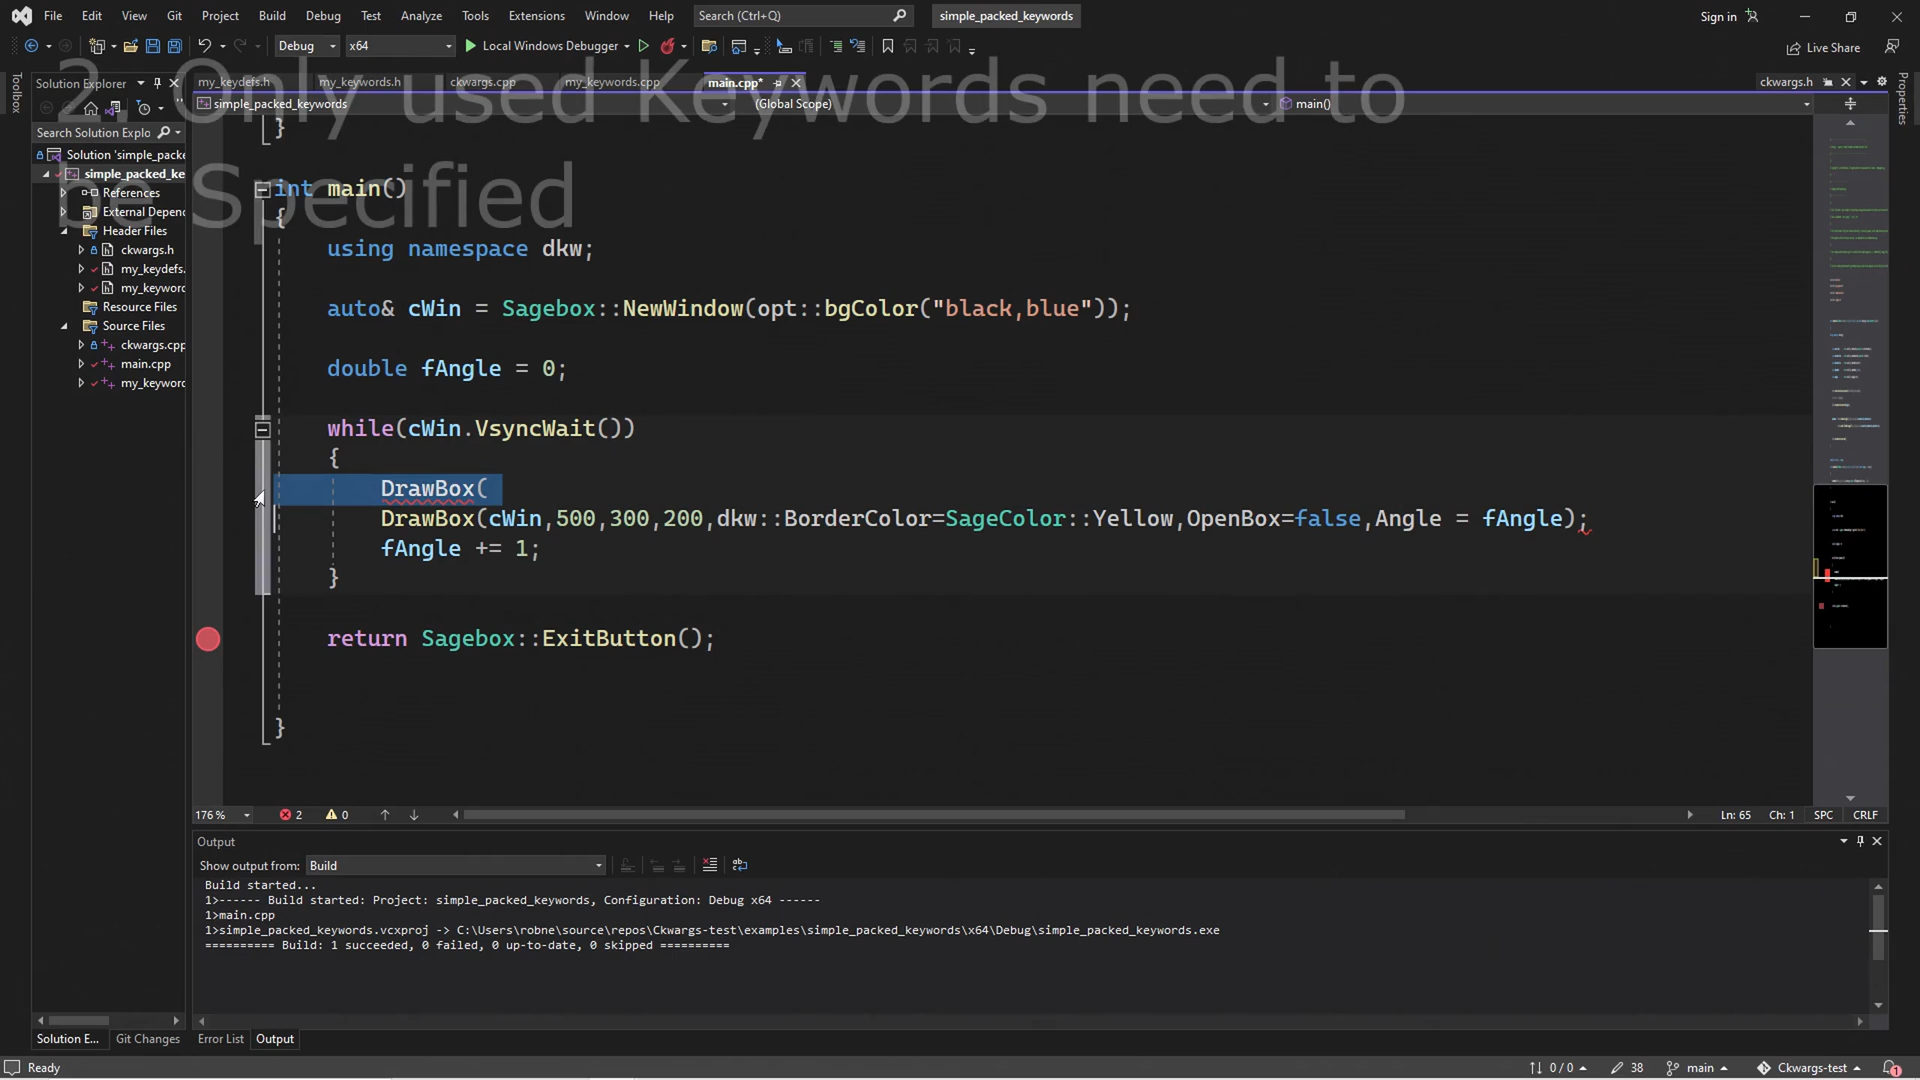 File Edit View Git Project Build Debug Test Analyze Tools Extensions Window Help Search (Ctrl+Q) simple_packed_keywords Sign in
Debug x64 Local Windows Debugger Live Share
2. Only used Keywords need to
be Specified
Toolbox
Solution Explorer
my_keydefs.h my_keywords.h ckwargs.cpp my_keywords.cpp main.cpp* ckwargs.h
Properties
simple_packed_keywords (Global Scope) main()
Search Solution Explo
Solution 'simple_packe
simple_packed_ke
References
External Depend
Header Files
ckwargs.h
my_keydefs.
my_keyword
Resource Files
Source Files
ckwargs.cpp
main.cpp
my_keyword
}
int main()
{
using namespace dkw;
auto& cWin = Sagebox::NewWindow(opt::bgColor("black,blue"));
double fAngle = 0;
while(cWin.VsyncWait())
{
DrawBox(
DrawBox(cWin,500,300,200,dkw::BorderColor=SageColor::Yellow,OpenBox=false,Angle = fAngle);
fAngle += 1;
}
return Sagebox::ExitButton();
}
176 % 2 0 Ln: 65 Ch: 1 SPC CRLF
Output
Show output from: Build
Build started...
1>------ Build started: Project: simple_packed_keywords, Configuration: Debug x64 ------
1>main.cpp
1>simple_packed_keywords.vcxproj -> C:\Users\robne\source\repos\Ckwargs-test\examples\simple_packed_keywords\x64\Debug\simple_packed_keywords.exe
========== Build: 1 succeeded, 0 failed, 0 up-to-date, 0 skipped ==========
Solution E... Git Changes Error List Output
Ready 0 / 0 38 main Ckwargs-test 1